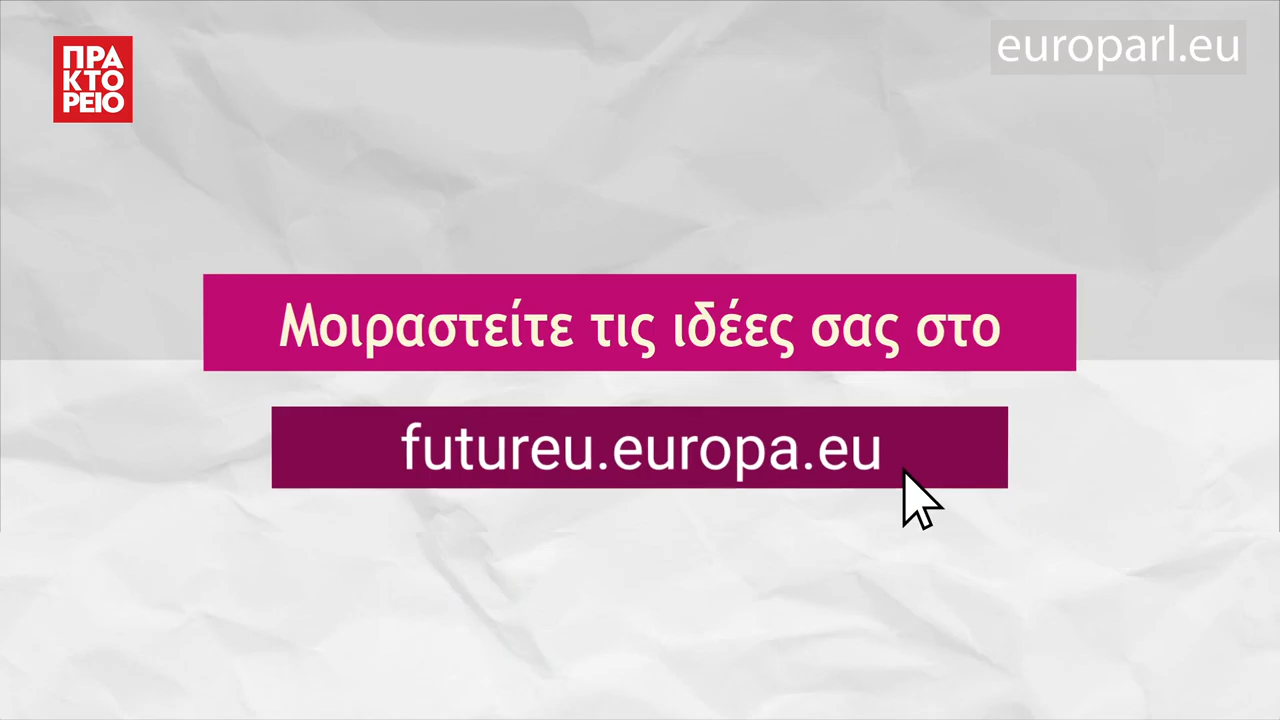 ΠΡΑ
ΚΤΟ
ΡΕΙΟ
europarl.eu
Μοιραστείτε τις ιδέες σας στο
futureu.europa.eu